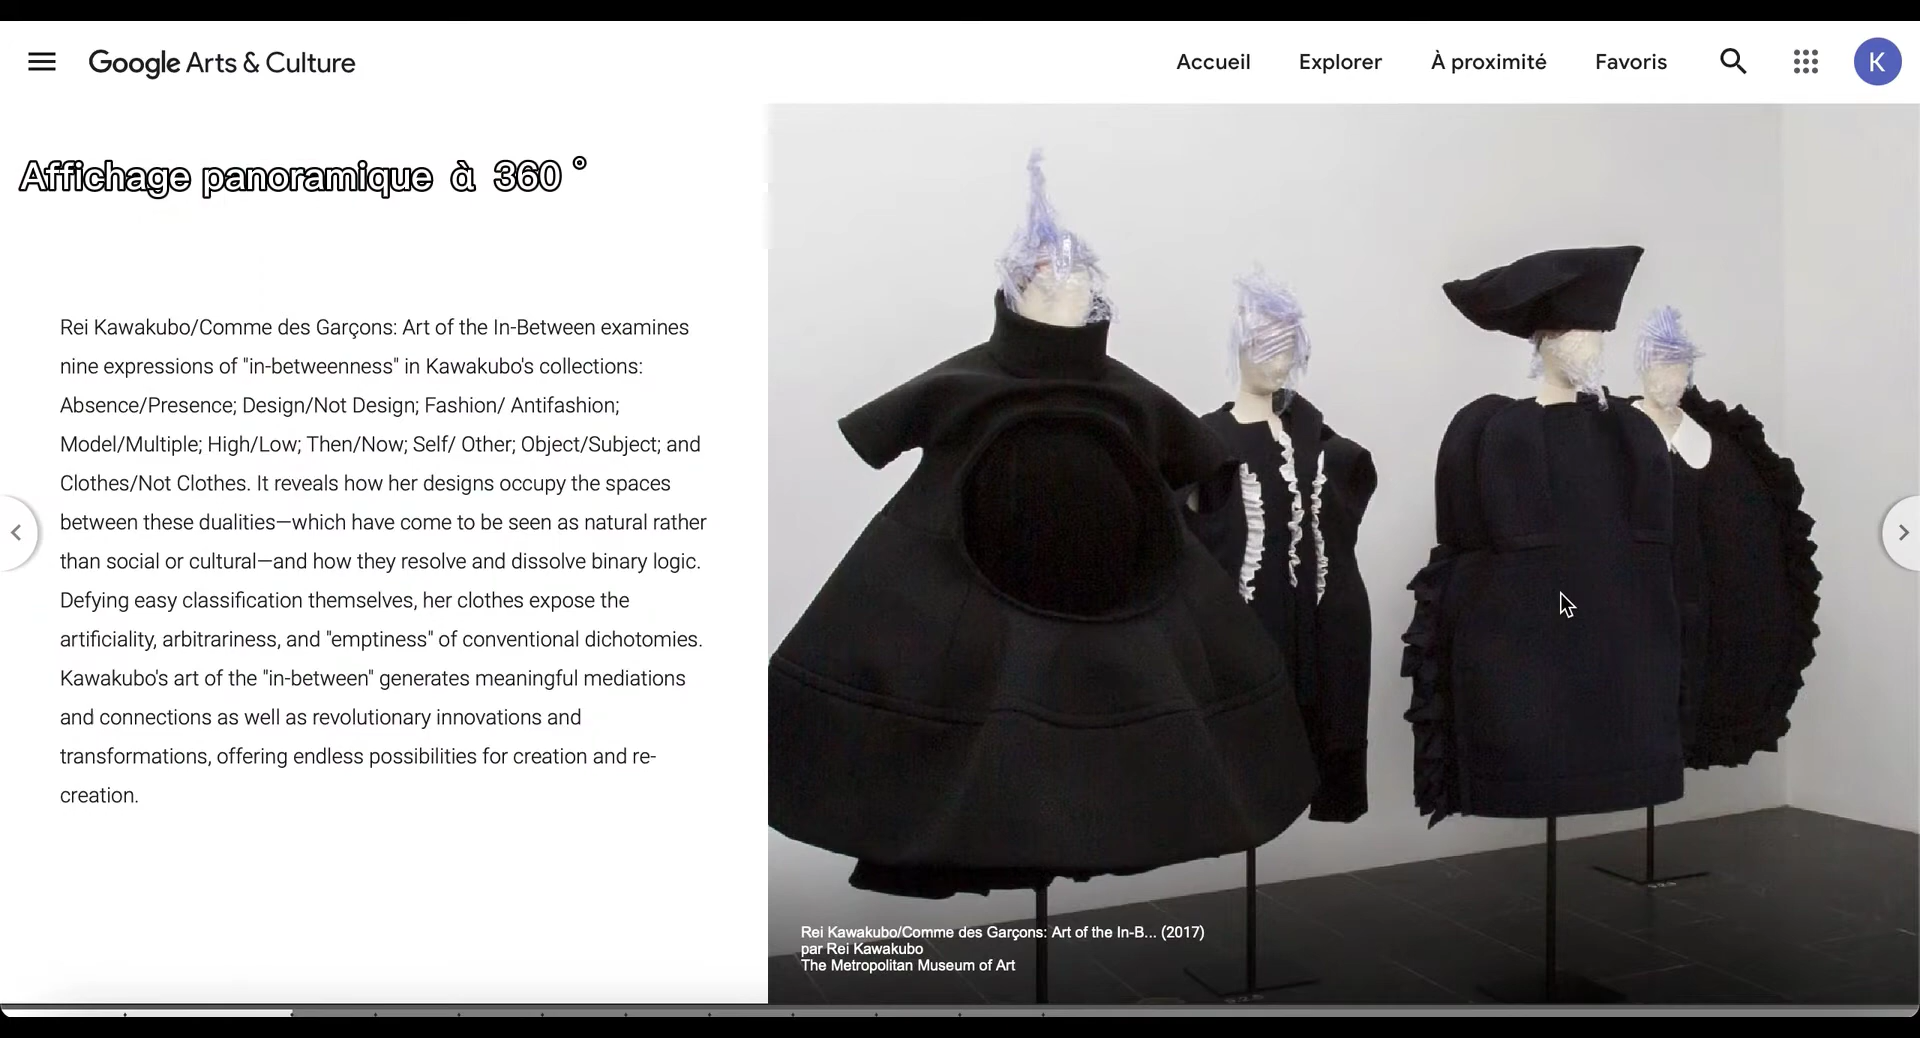 Google Arts & Culture
Accueil
Explorer
À proximité
Favoris
K
Affichage panoramique à 360 °
Rei Kawakubo/Comme des Garçons: Art of the In-Between examines
nine expressions of "in-betweenness" in Kawakubo's collections:
Absence/Presence; Design/Not Design; Fashion/ Antifashion;
Model/Multiple; High/Low; Then/Now; Self/ Other; Object/Subject; and
Clothes/Not Clothes. It reveals how her designs occupy the spaces
between these dualities—which have come to be seen as natural rather
than social or cultural—and how they resolve and dissolve binary logic.
Defying easy classification themselves, her clothes expose the
artificiality, arbitrariness, and "emptiness" of conventional dichotomies.
Kawakubo's art of the "in-between" generates meaningful mediations
and connections as well as revolutionary innovations and
transformations, offering endless possibilities for creation and re-
creation.
Rei Kawakubo/Comme des Garçons: Art of the In-B... (2017)
par Rei Kawakubo
The Metropolitan Museum of Art